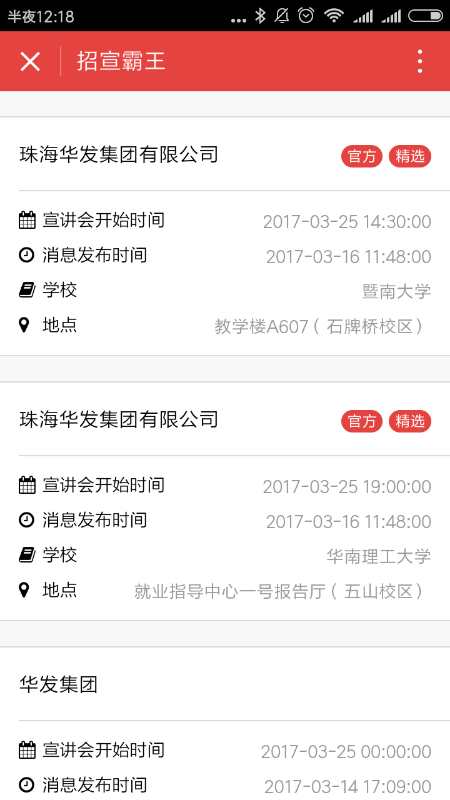 半夜12:18
招宣霸王
珠海华发集团有限公司 官方 精选
宣讲会开始时间 2017-03-25 14:30:00
消息发布时间 2017-03-16 11:48:00
学校 暨南大学
地点 教学楼A607（石牌桥校区）
珠海华发集团有限公司 官方 精选
宣讲会开始时间 2017-03-25 19:00:00
消息发布时间 2017-03-16 11:48:00
学校 华南理工大学
地点 就业指导中心一号报告厅（五山校区）
华发集团
宣讲会开始时间 2017-03-25 00:00:00
消息发布时间 2017-03-14 17:09:00